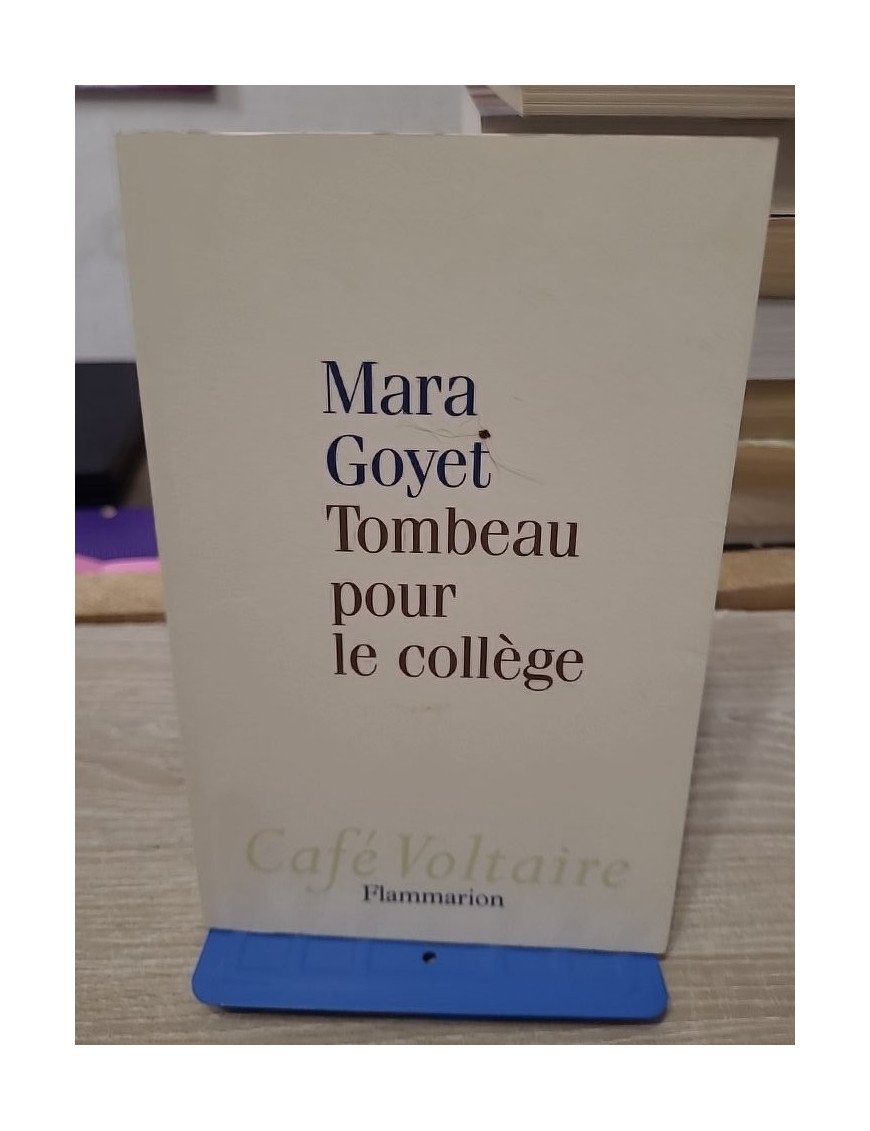 Mara
Goyet
Tombeau
pour
le collège
Café Voltaire
Flammarion